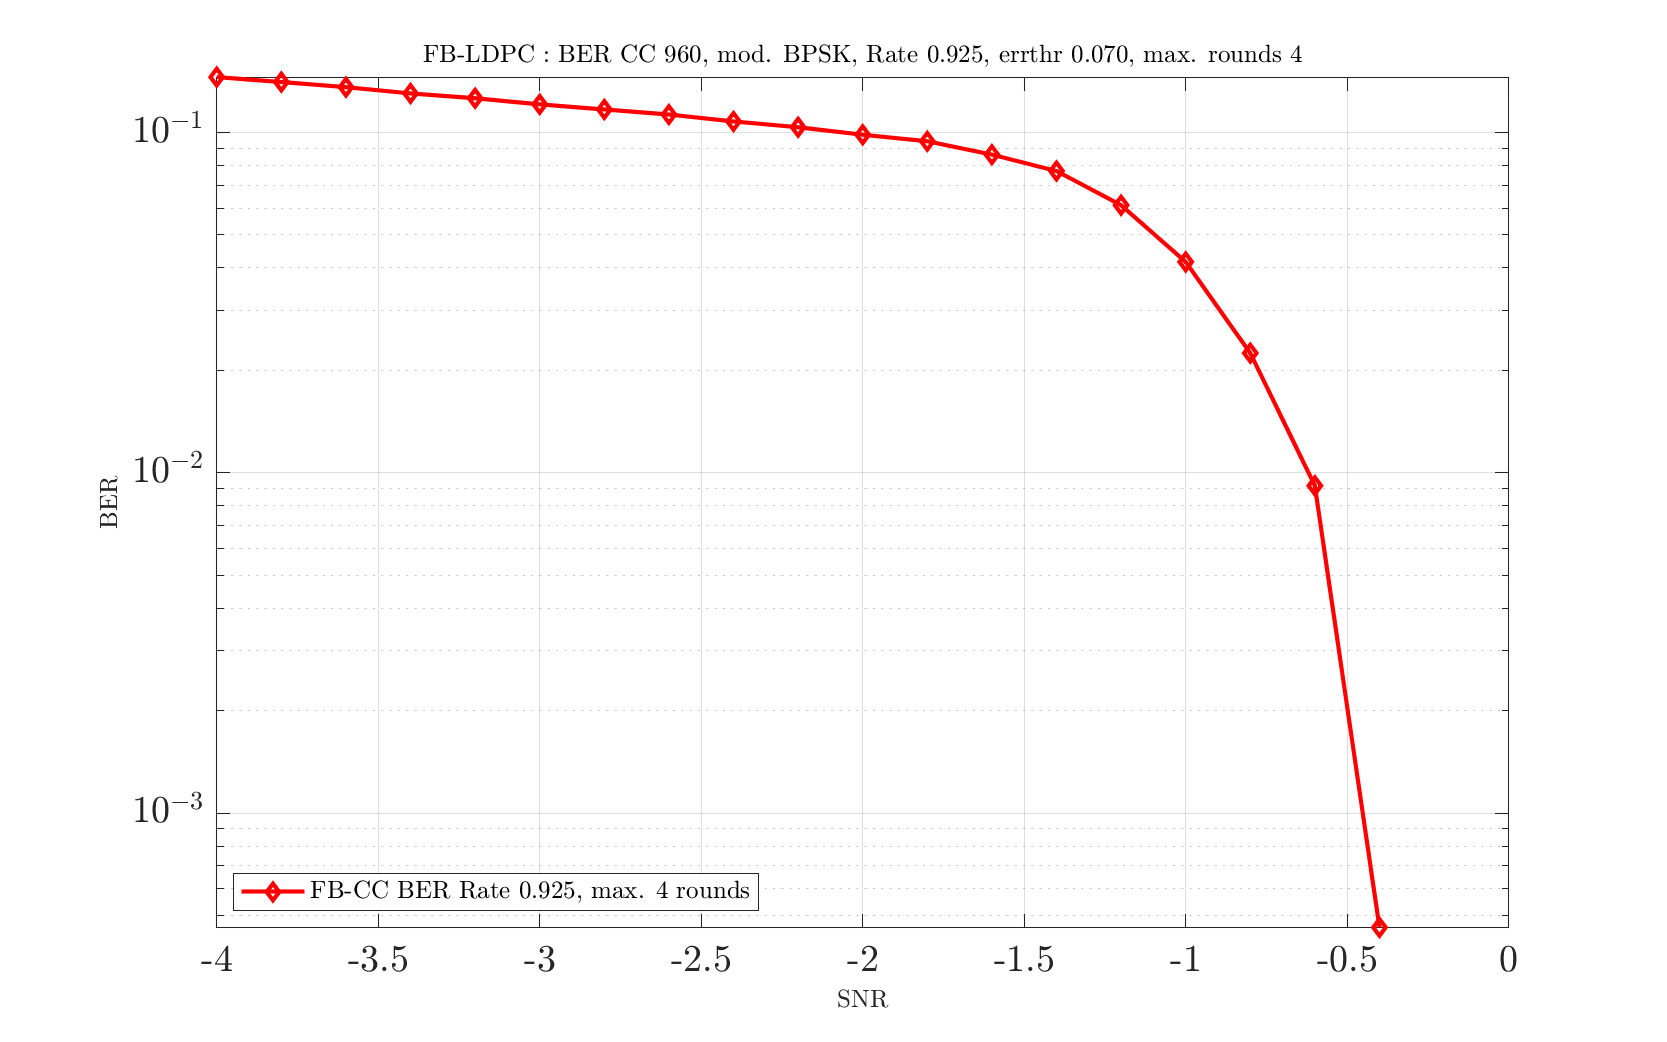 FB-LDPC : BER CC 960, mod. BPSK, Rate 0.925, errthr 0.070, max. rounds 4
10⁻¹
10⁻²
BER
10⁻³
FB-CC BER Rate 0.925, max. 4 rounds
-4 -3.5 -3 -2.5 -2 -1.5 -1 -0.5 0
SNR